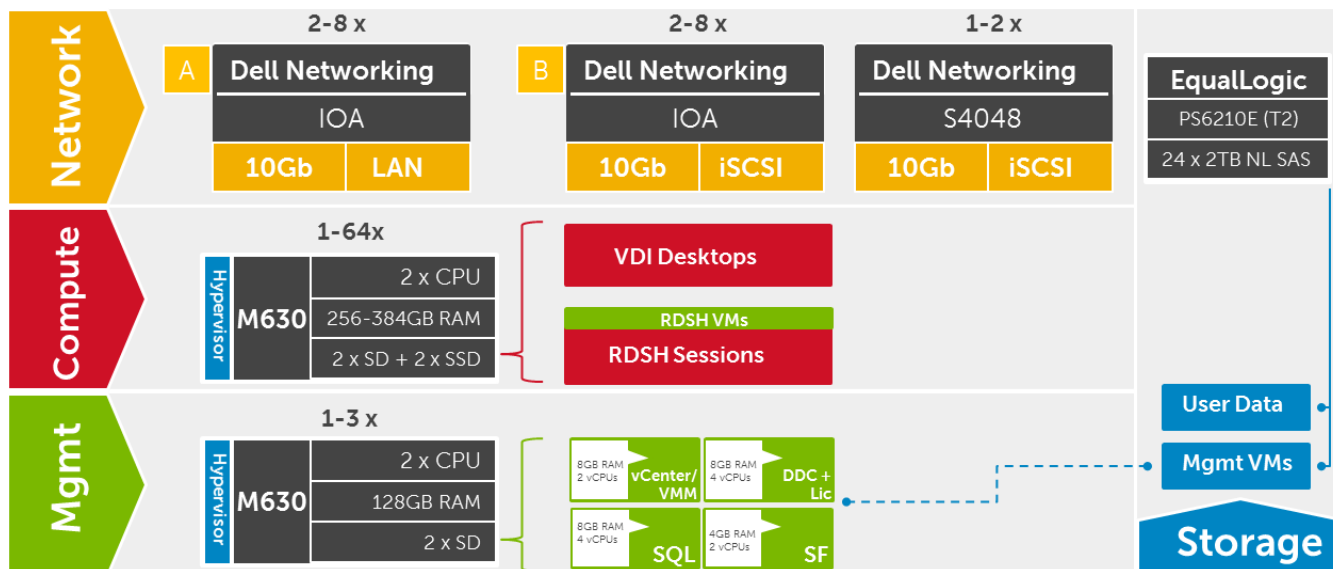 Network
2-8 x
A
Dell Networking
IOA
10Gb
LAN
2-8 x
B
Dell Networking
IOA
10Gb
iSCSI
1-2 x
Dell Networking
S4048
10Gb
iSCSI
EqualLogic
PS6210E (T2)
24 x 2TB NL SAS
Compute
1-64x
Hypervisor
M630
2 x CPU
256-384GB RAM
2 x SD + 2 x SSD
VDI Desktops
RDSH VMs
RDSH Sessions
Mgmt
1-3 x
Hypervisor
M630
2 x CPU
128GB RAM
2 x SD
8GB RAM
2 vCPUs
vCenter/
VMM
8GB RAM
4 vCPUs
DDC +
Lic
8GB RAM
4 vCPUs
SQL
4GB RAM
2 vCPUs
SF
User Data
Mgmt VMs
Storage